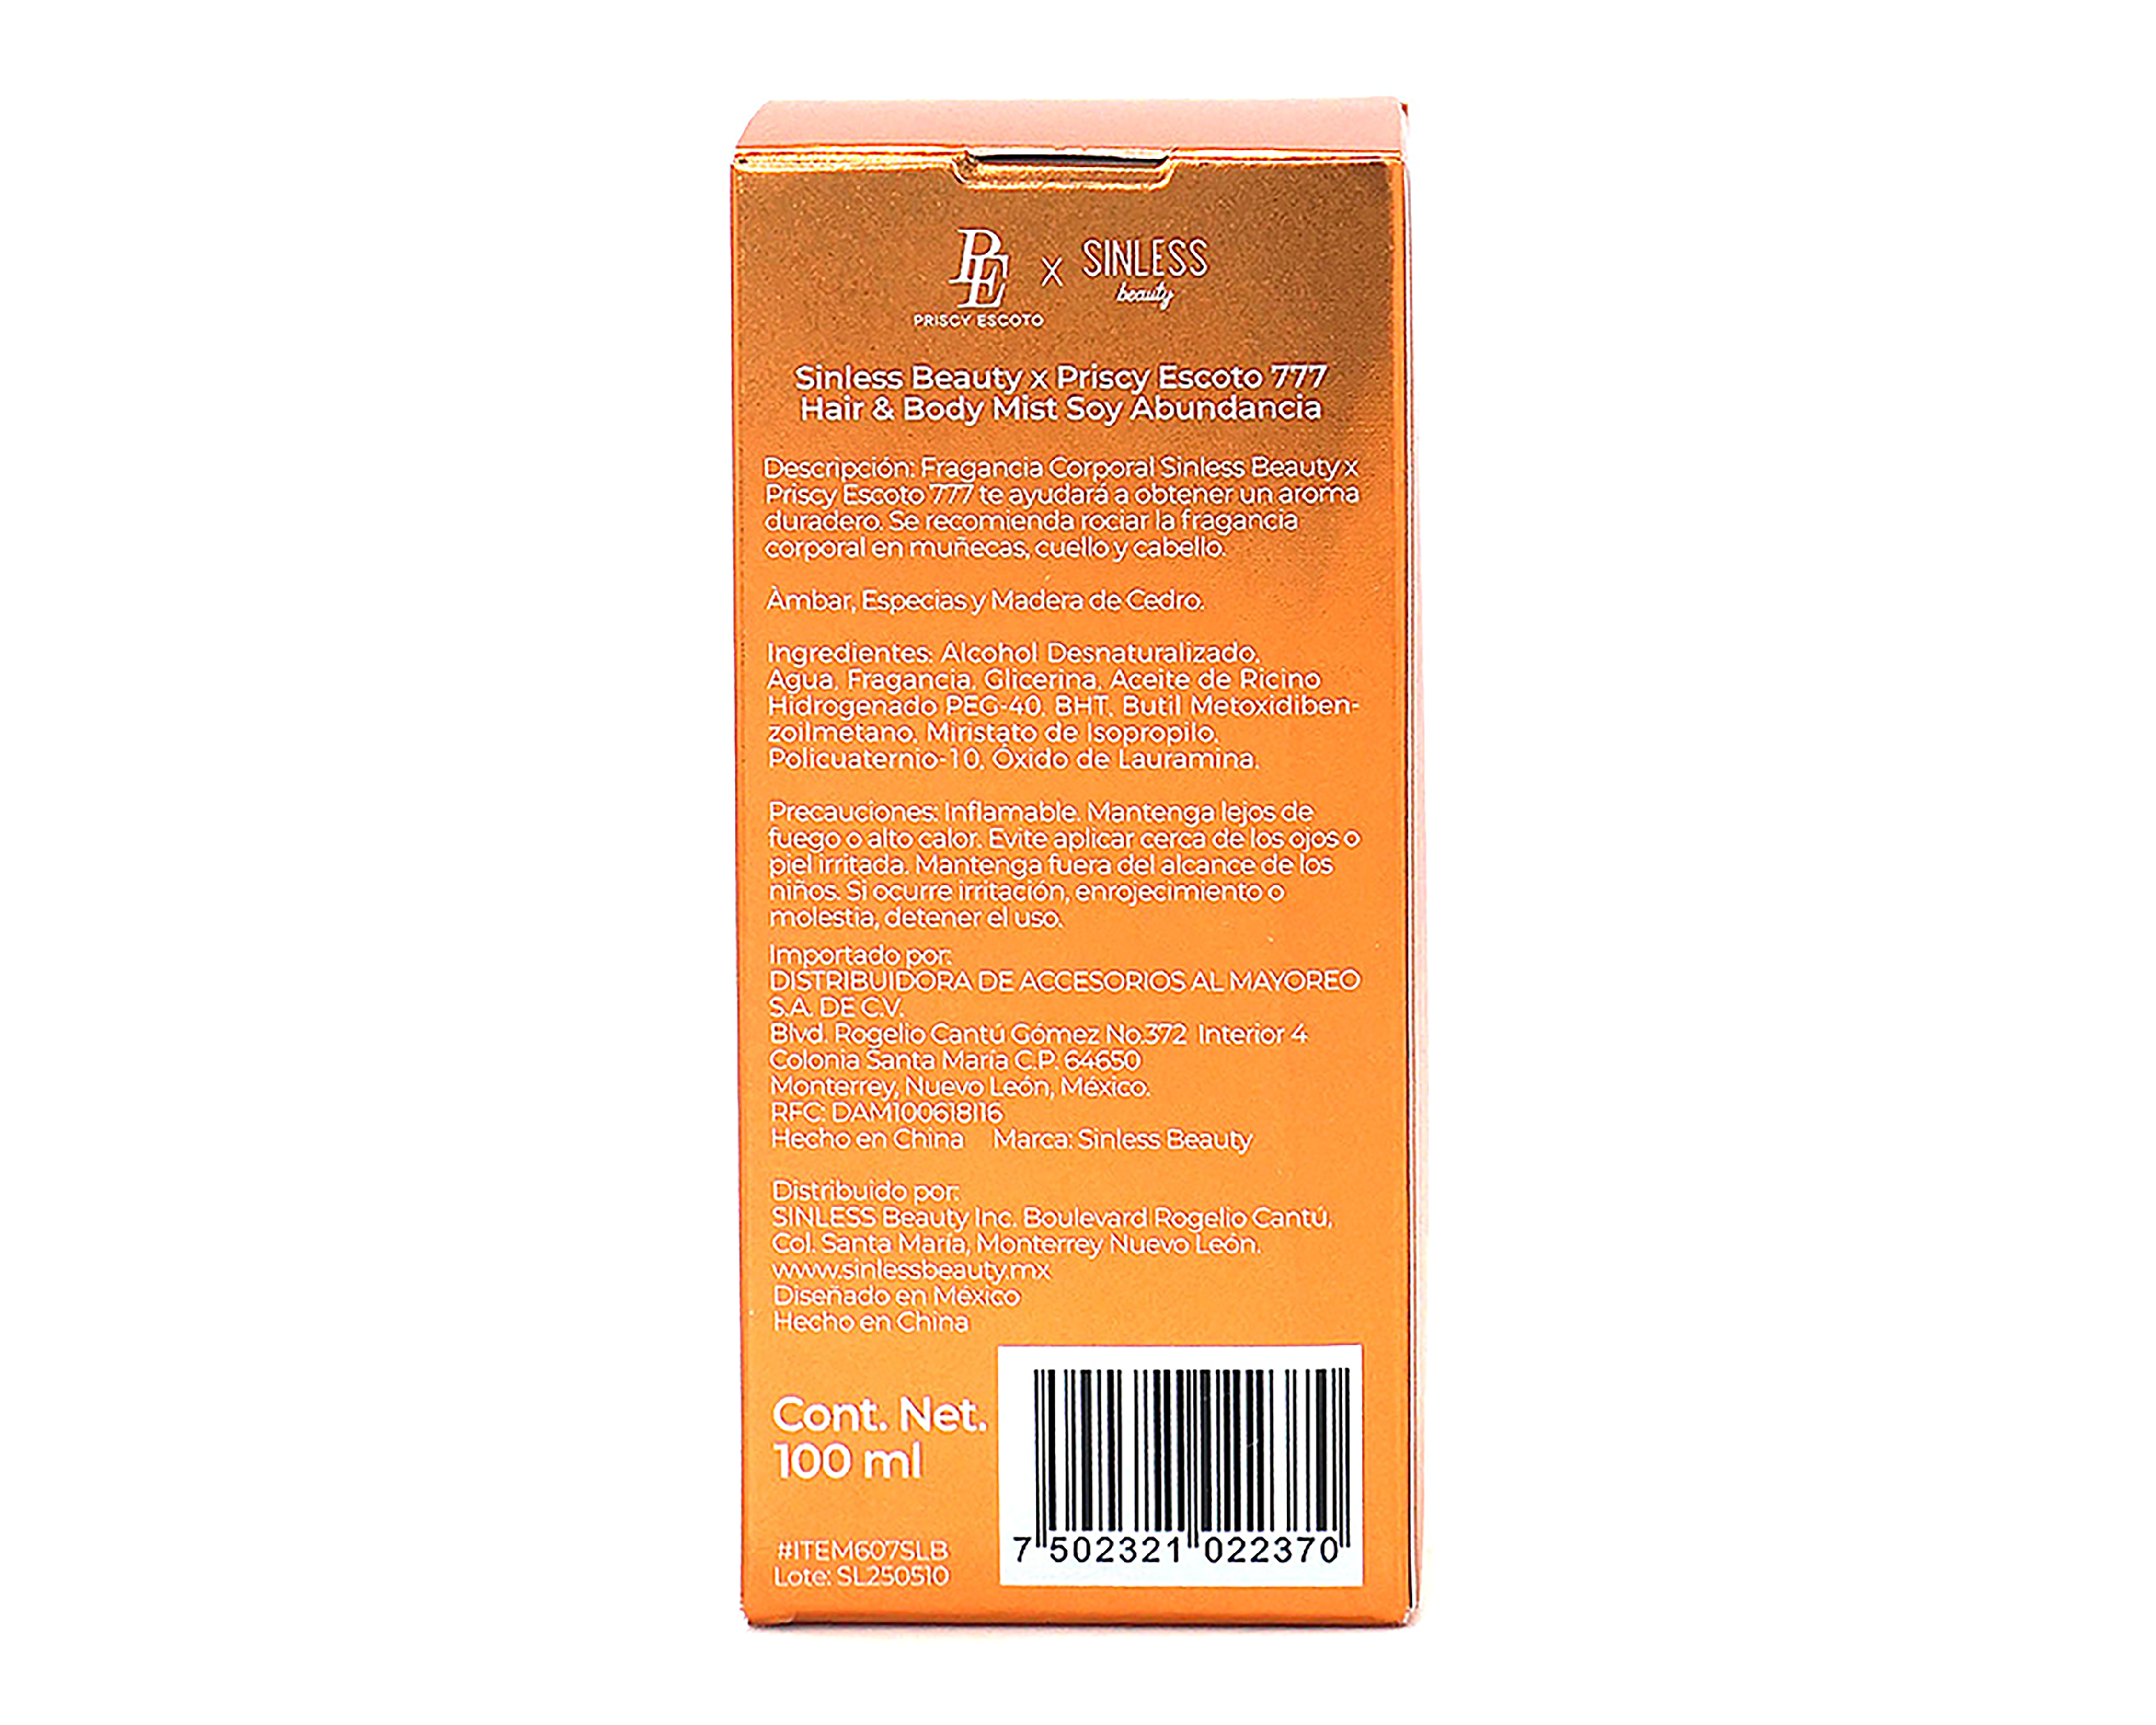 PE x SINLESS
beauty
PRISCY ESCOTO
Sinless Beauty x Priscy Escoto 777
Hair & Body Mist Soy Abundancia
Descripción: Fragancia Corporal Sinless Beauty x
Priscy Escoto 777 te ayudará a obtener un aroma
duradero. Se recomienda rociar la fragancia
corporal en muñecas, cuello y cabello.
Àmbar, Especias y Madera de Cedro.
Ingredientes: Alcohol Desnaturalizado,
Agua, Fragancia, Glicerina, Aceite de Ricino
Hidrogenado PEG-40, BHT, Butil Metoxidiben-
zoilmetano, Miristato de Isopropilo,
Policuaternio-10, Óxido de Lauramina.
Precauciones: Inflamable. Mantenga lejos de
fuego o alto calor. Evite aplicar cerca de los ojos o
piel irritada. Mantenga fuera del alcance de los
niños. Si ocurre irritación, enrojecimiento o
molestia, detener el uso.
Importado por:
DISTRIBUIDORA DE ACCESORIOS AL MAYOREO
S.A. DE C.V.
Blvd. Rogelio Cantú Gómez No.372 Interior 4
Colonia Santa María C.P. 64650
Monterrey, Nuevo León, México.
RFC: DAM100618I16
Hecho en China Marca: Sinless Beauty
Distribuido por:
SINLESS Beauty Inc. Boulevard Rogelio Cantú,
Col. Santa María, Monterrey Nuevo León.
www.sinlessbeauty.mx
Diseñado en México
Hecho en China
Cont. Net.
100 ml
#ITEM607SLB
Lote: SL250510
7 502321 022370